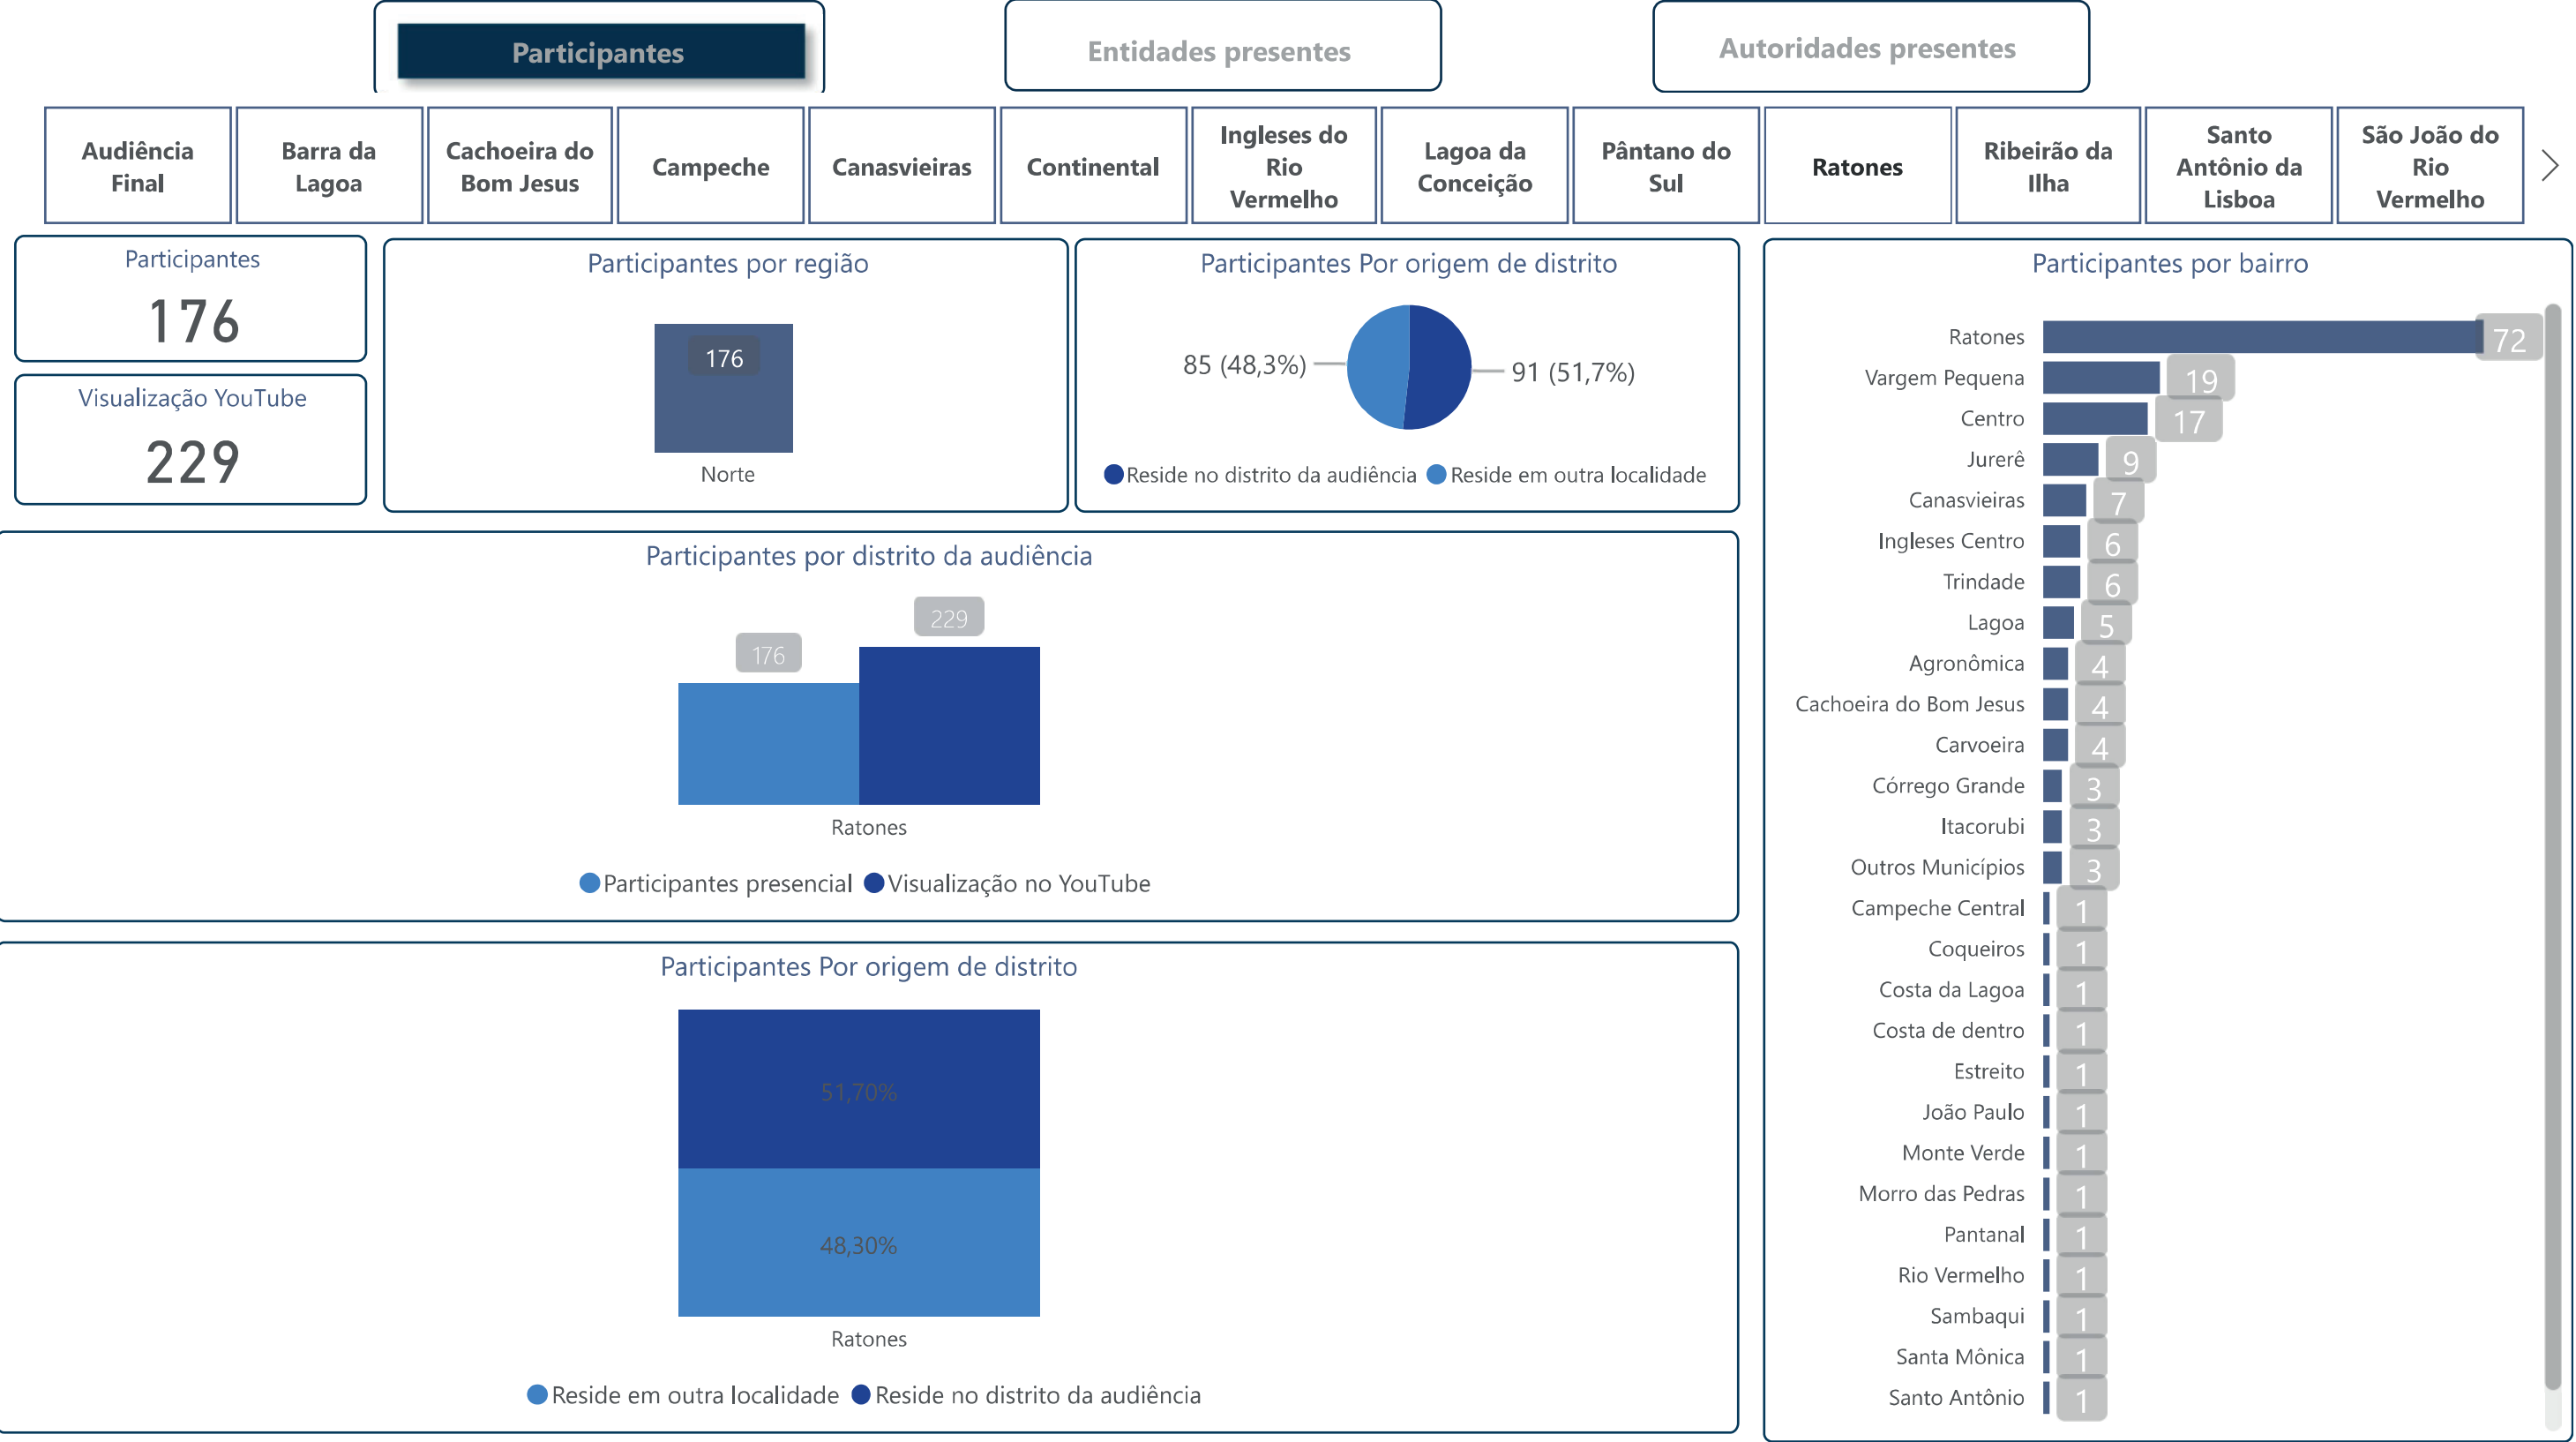 Participantes
Entidades presentes
Autoridades presentes
Audiência
Final
Barra da
Lagoa
Cachoeira do
Bom Jesus
Campeche
Canasvieiras
Continental
Ingleses do
Rio
Vermelho
Lagoa da
Conceição
Pântano do
Sul
Ratones
Ribeirão da
Ilha
Santo
Antônio da
Lisboa
São João do
Rio
Vermelho
Participantes
176
Visualização YouTube
229
Participantes por região
176
Norte
Participantes Por origem de distrito
85 (48,3%)
91 (51,7%)
Reside no distrito da audiência
Reside em outra localidade
Participantes por distrito da audiência
176
229
Ratones
Participantes presencial
Visualização no YouTube
Participantes Por origem de distrito
51,70%
48,30%
Ratones
Reside em outra localidade
Reside no distrito da audiência
Participantes por bairro
Ratones 72
Vargem Pequena 19
Centro 17
Jurerê 9
Canasvieiras 7
Ingleses Centro 6
Trindade 6
Lagoa 5
Agronômica 4
Cachoeira do Bom Jesus 4
Carvoeira 4
Córrego Grande 3
Itacorubi 3
Outros Municípios 3
Campeche Central 1
Coqueiros 1
Costa da Lagoa 1
Costa de dentro 1
Estreito 1
João Paulo 1
Monte Verde 1
Morro das Pedras 1
Pantanal 1
Rio Vermelho 1
Sambaqui 1
Santa Mônica 1
Santo Antônio 1